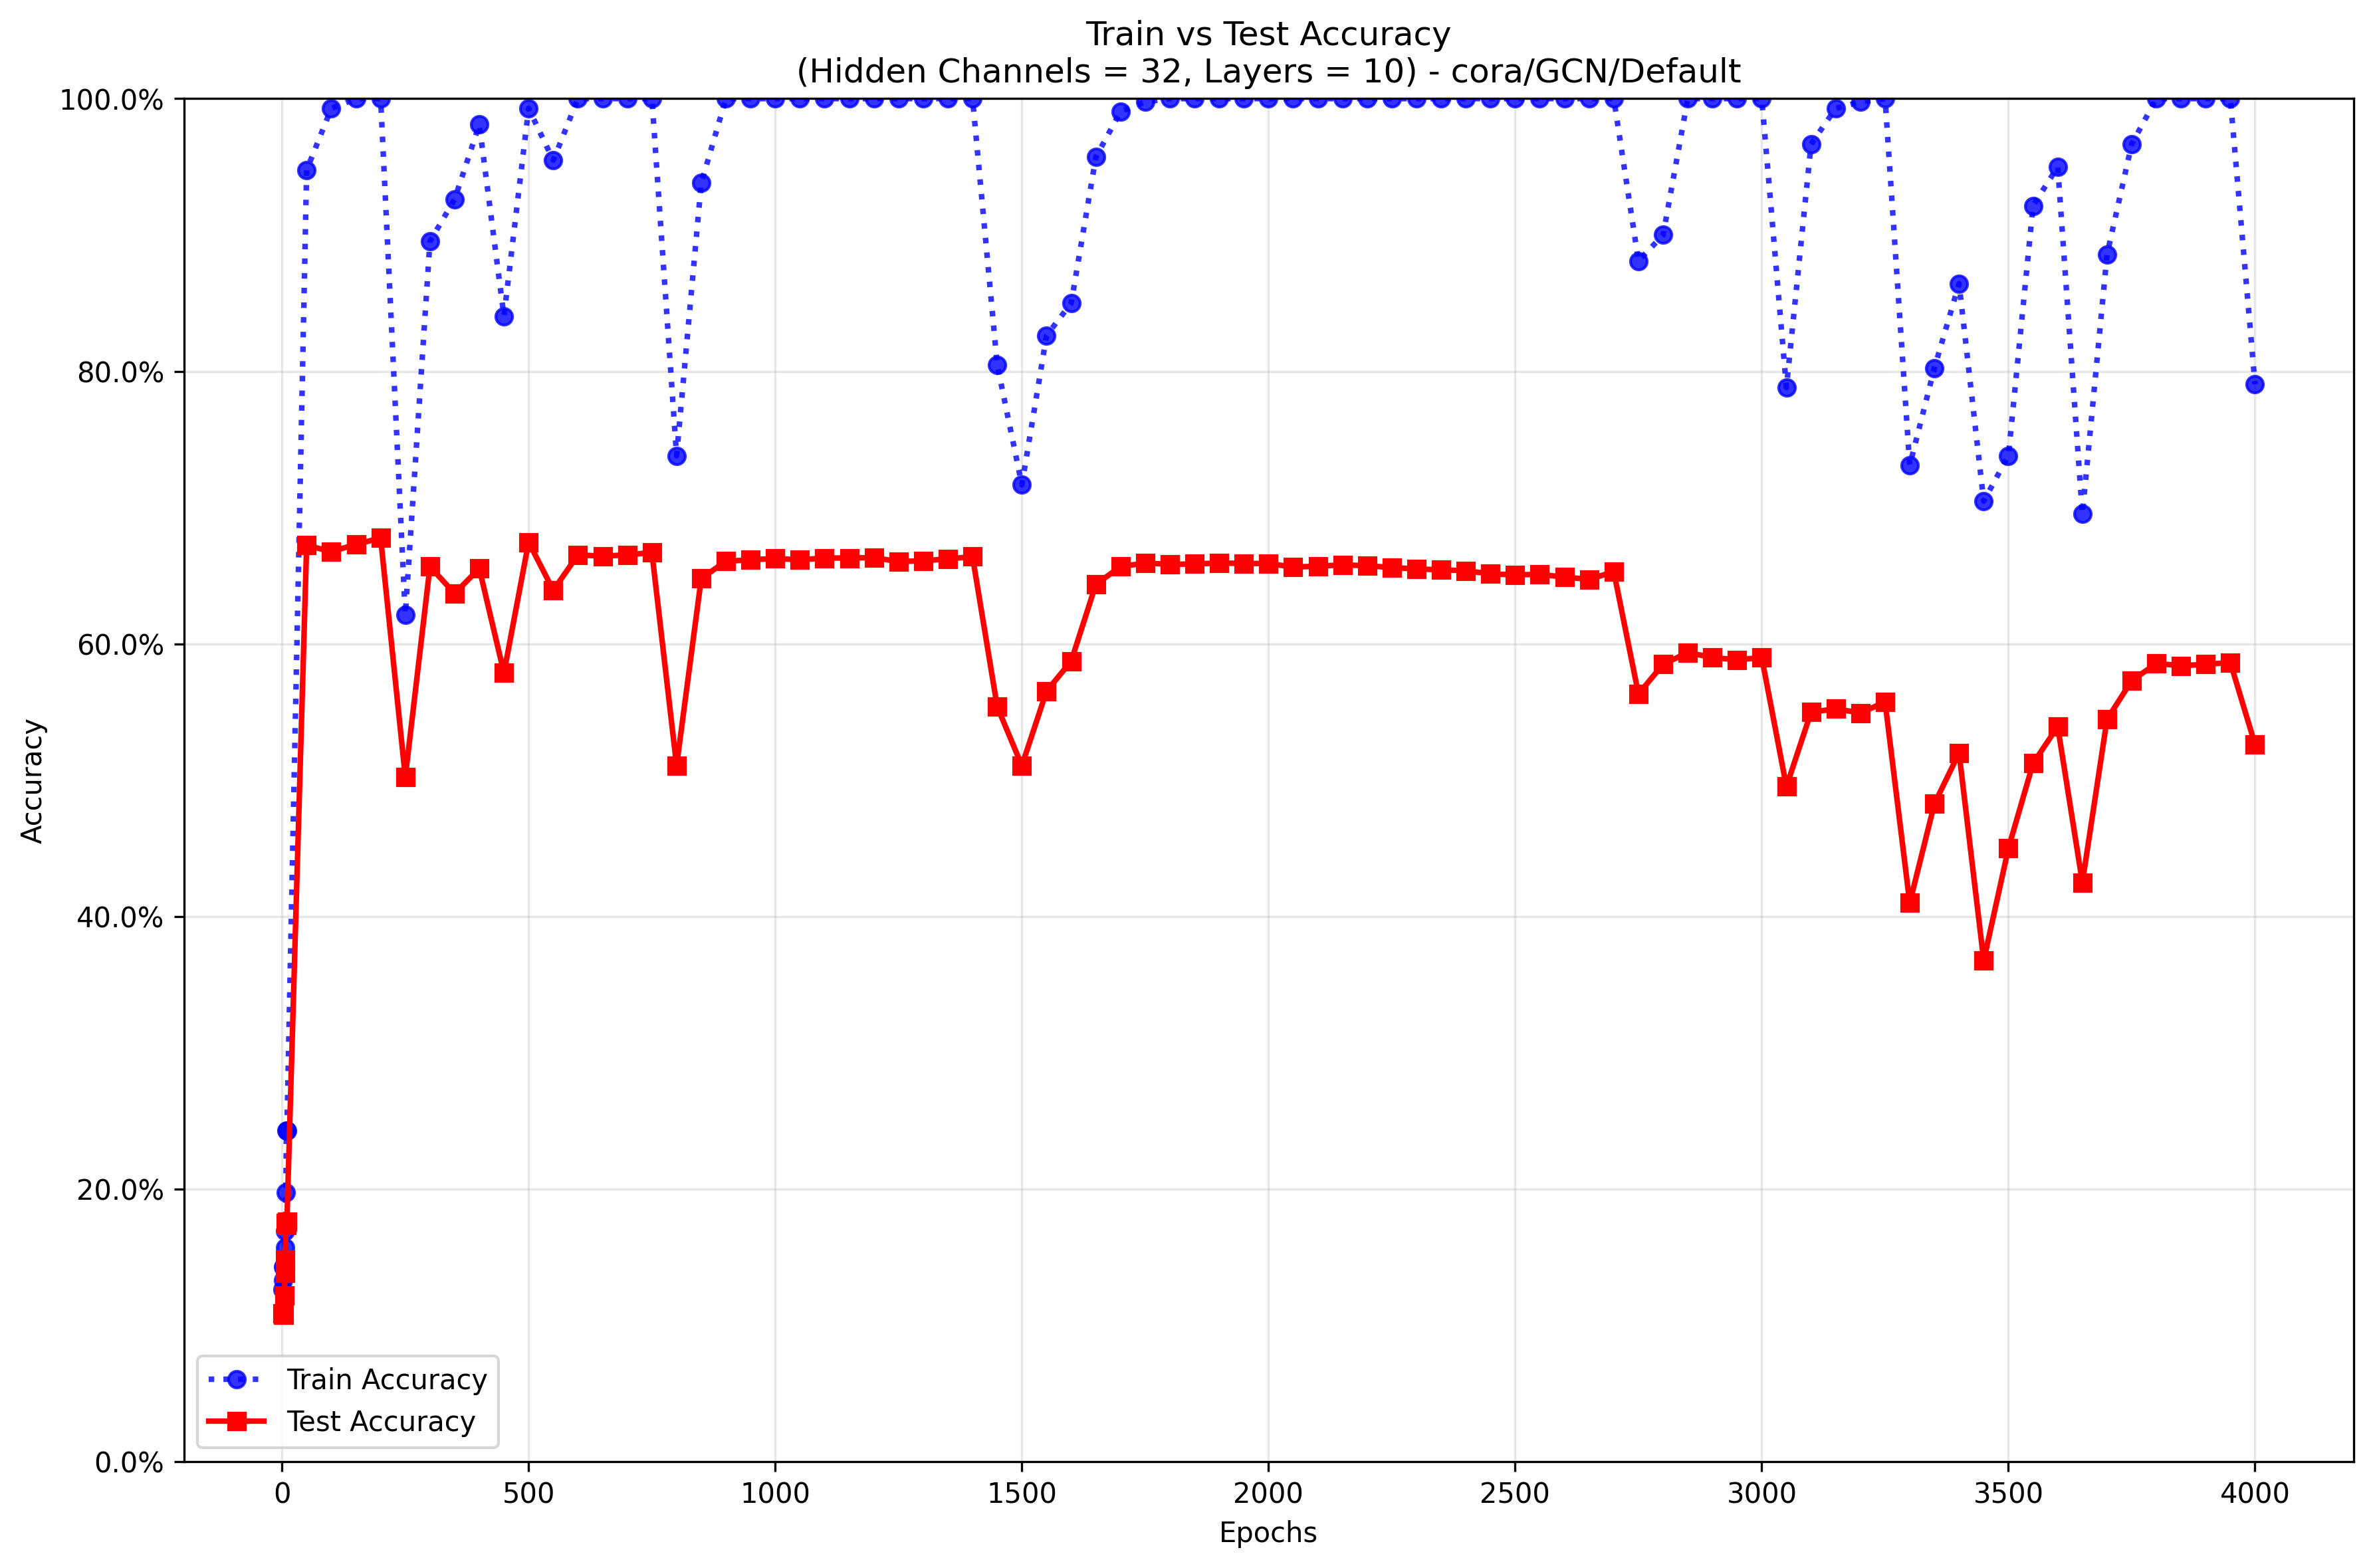 Train vs Test Accuracy
(Hidden Channels = 32, Layers = 10) - cora/GCN/Default
100.0%
80.0%
60.0%
40.0%
20.0%
0.0%
Accuracy
Train Accuracy
Test Accuracy
0 500 1000 1500 2000 2500 3000 3500 4000
Epochs